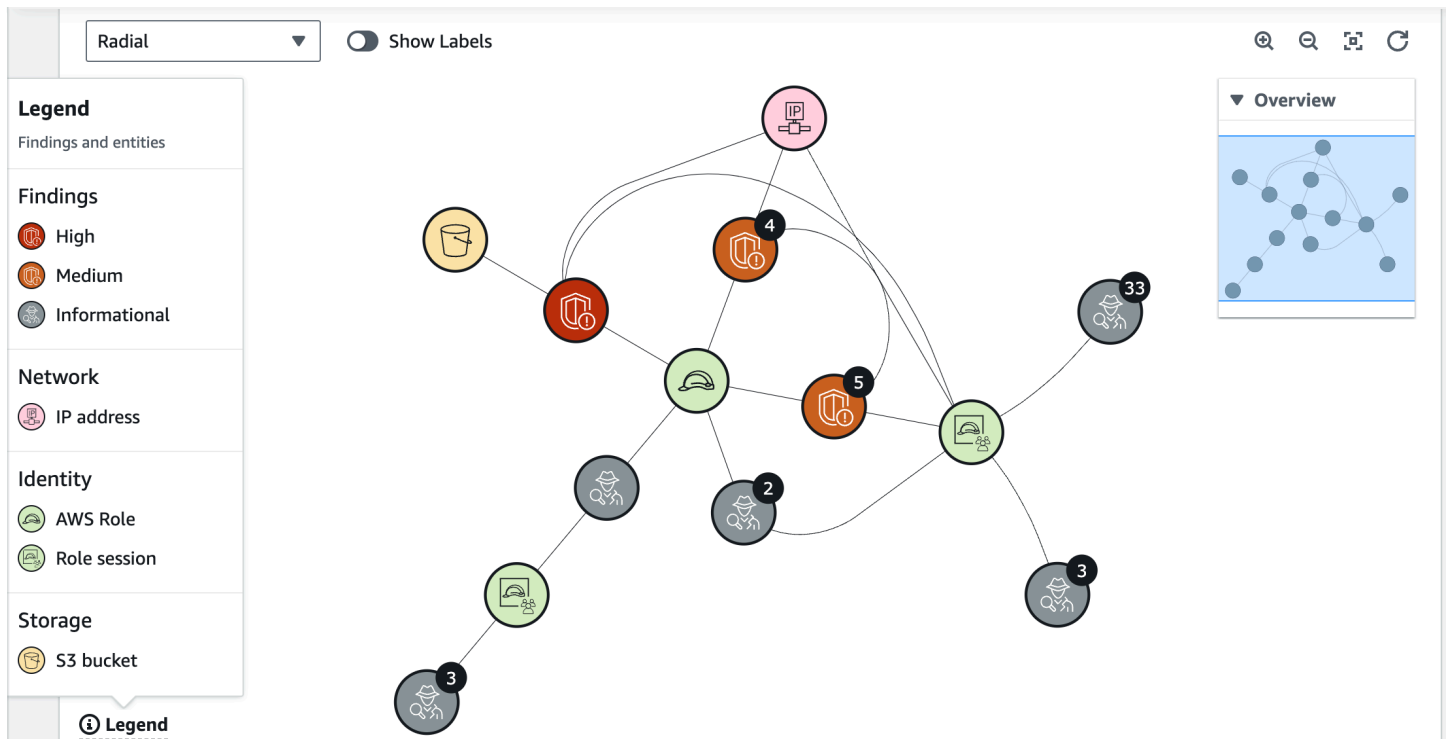 Radial
Show Labels
Legend
Findings and entities
Findings
High
Medium
Informational
Network
IP address
Identity
AWS Role
Role session
Storage
S3 bucket
Legend
Overview
IP
4
33
5
2
3
3